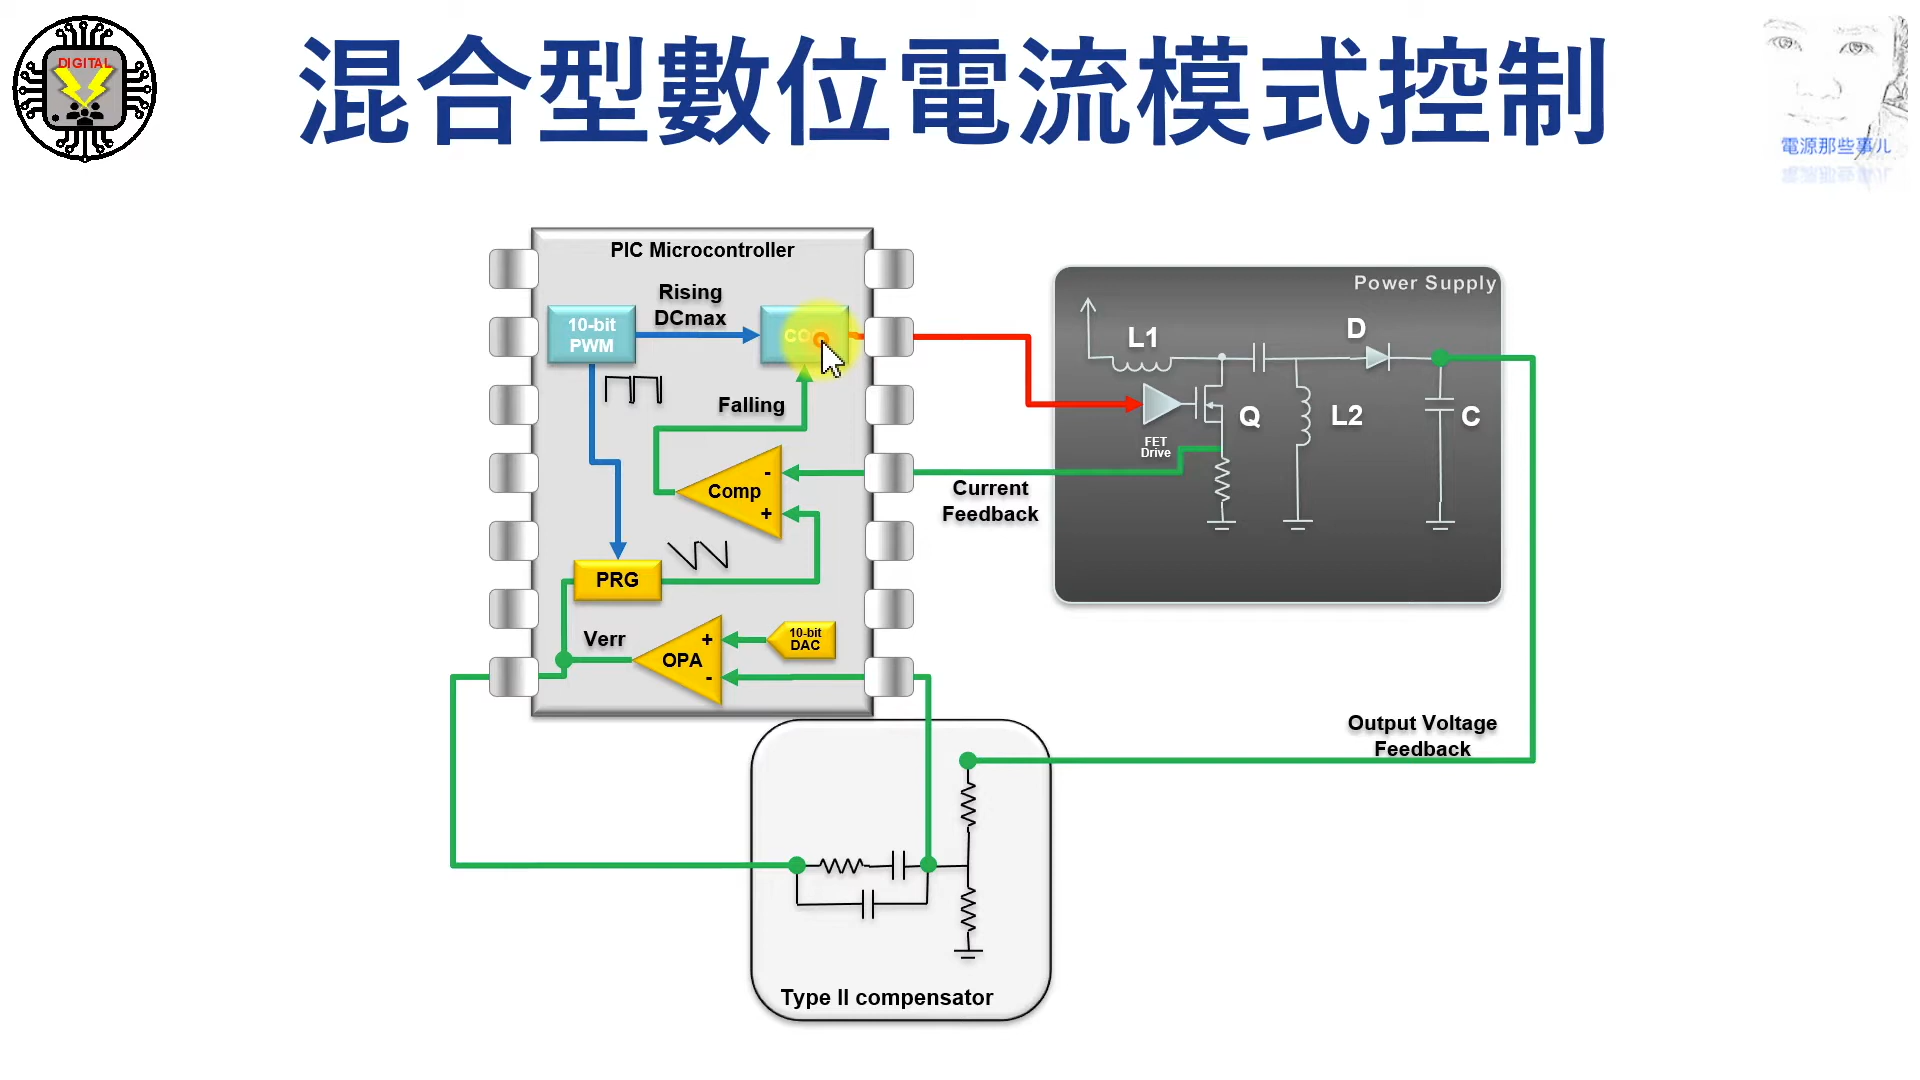 混合型數位電流模式控制
DIGITAL
電源那些事儿
PIC Microcontroller
10-bit
PWM
Rising
DCmax
Falling
Comp
-
+
PRG
Verr
OPA
+
-
10-bit
DAC
Current
Feedback
Power Supply
L1
D
FET
Drive
Q
L2
C
Output Voltage
Feedback
Type II compensator